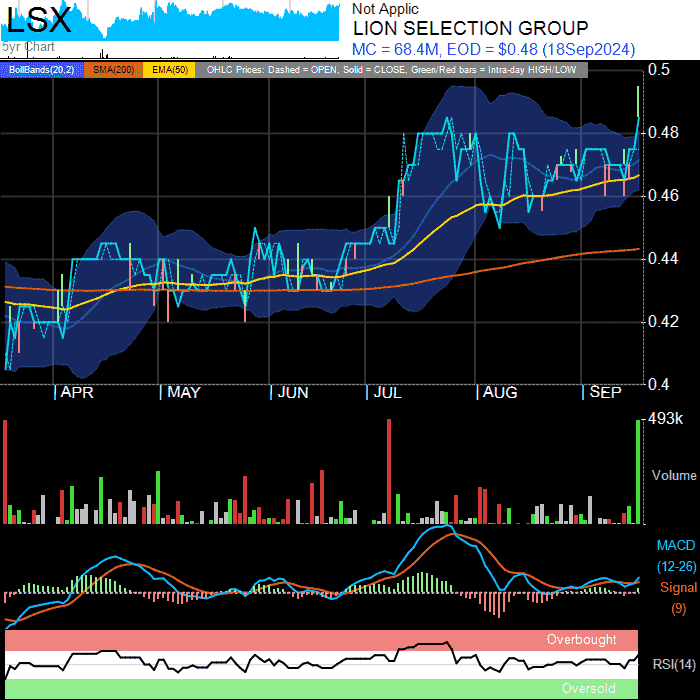 LSX
5yr Chart
Not Applic
LION SELECTION GROUP
MC = 68.4M, EOD = $0.48 (18Sep2024)
BollBands(20,2) SMA(200) EMA(50) OHLC Prices: Dashed = OPEN, Solid = CLOSE, Green/Red bars = Intra-day HIGH/LOW
0.5
0.48
0.46
0.44
0.42
0.4
APR MAY JUN JUL AUG SEP
493k
Volume
MACD
(12-26)
Signal
(9)
Overbought
RSI(14)
Oversold